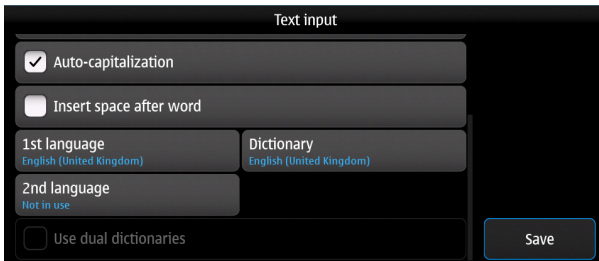 Text input
Auto-capitalization
Insert space after word
1st language
English (United Kingdom)
Dictionary
English (United Kingdom)
2nd language
Not in use
Use dual dictionaries
Save